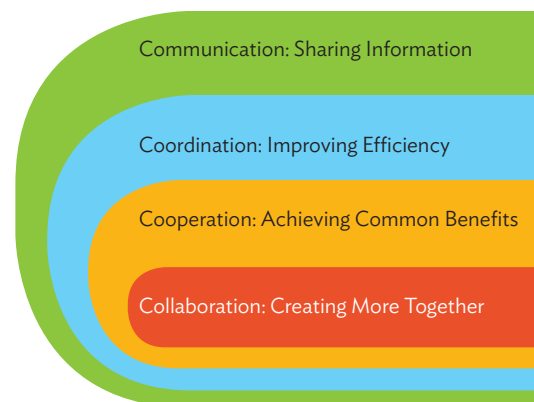 Communication: Sharing Information
Coordination: Improving Efficiency
Cooperation: Achieving Common Benefits
Collaboration: Creating More Together